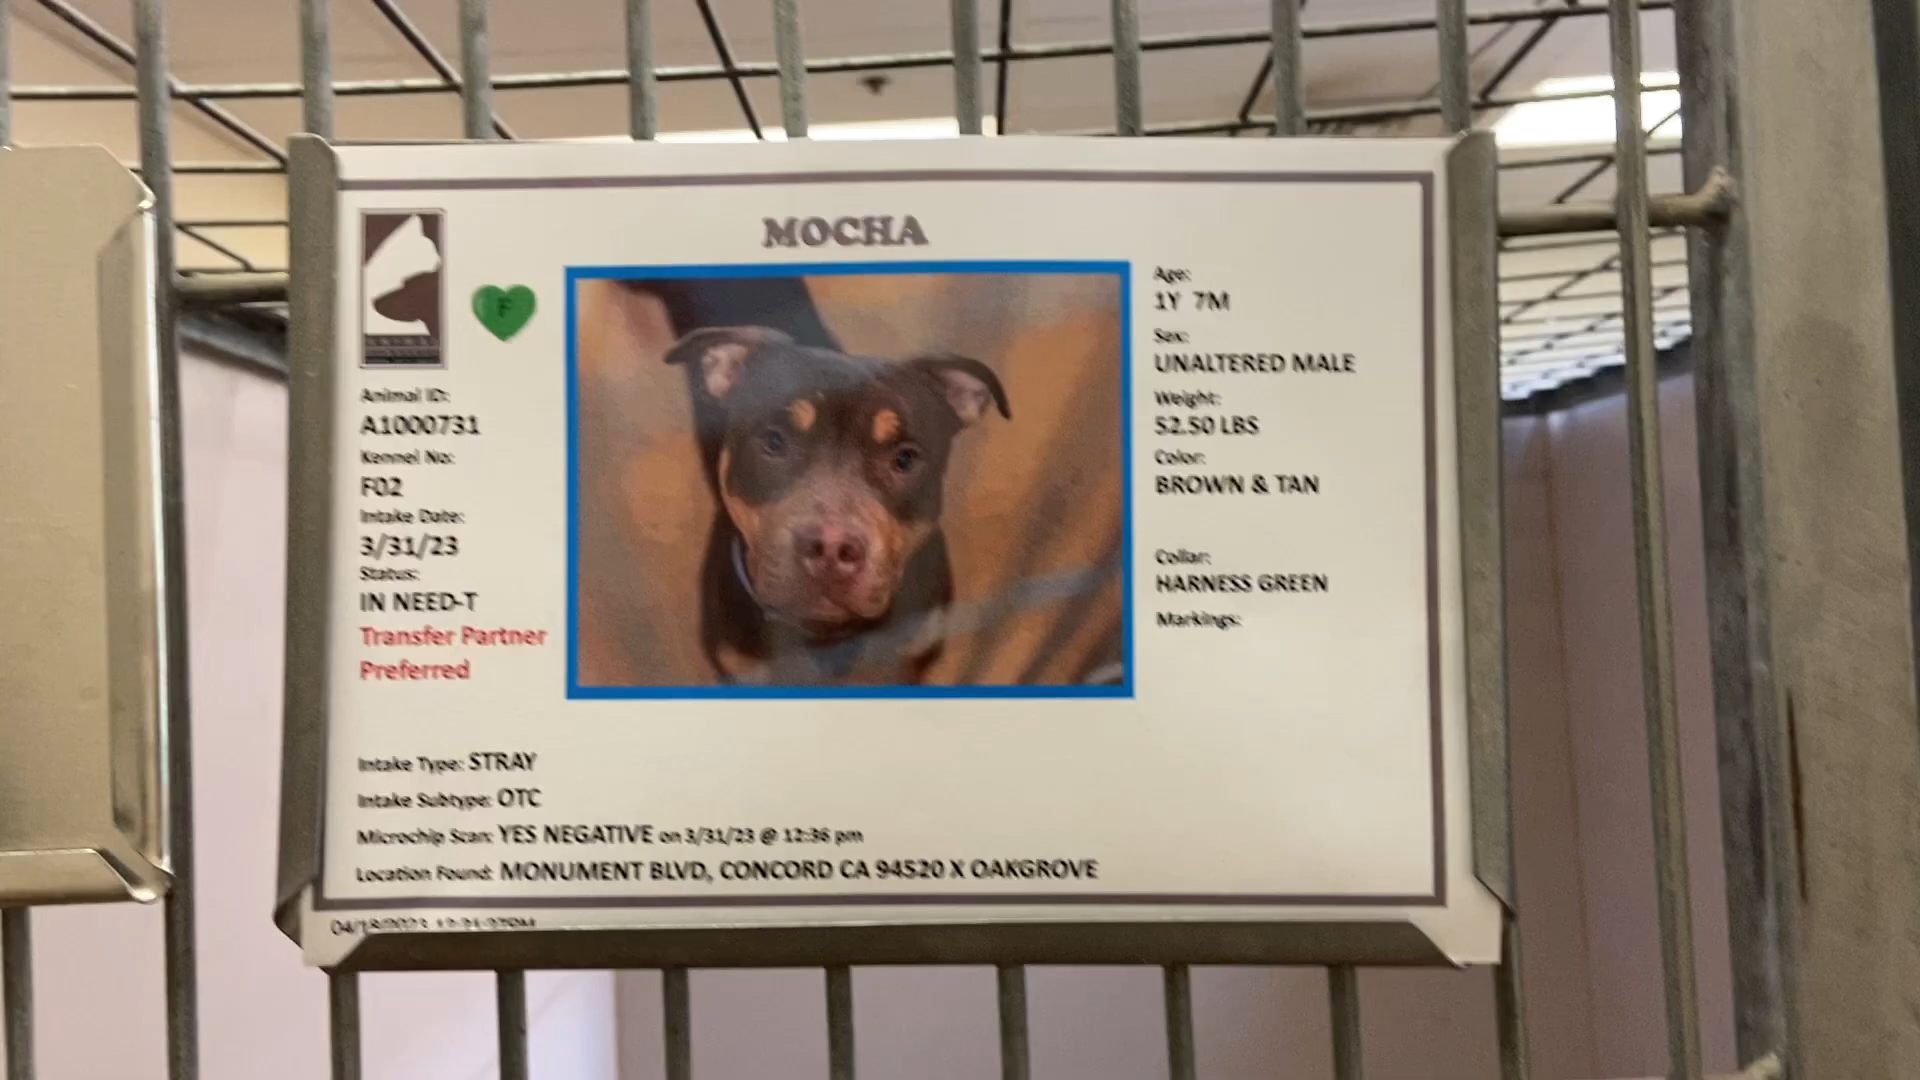 MOCHA
F
Animal ID:
A1000731
Kennel No:
F02
Intake Date:
3/31/23
Status:
IN NEED-T
Transfer Partner
Preferred
Age:
1Y 7M
Sex:
UNALTERED MALE
Weight:
52.50 LBS
Color:
BROWN & TAN
Collar:
HARNESS GREEN
Markings:
Intake Type: STRAY
Intake Subtype: OTC
Microchip Scan: YES NEGATIVE on 3/31/23 @ 12:36 pm
Location Found: MONUMENT BLVD, CONCORD CA 94520 X OAKGROVE
04/18/2023